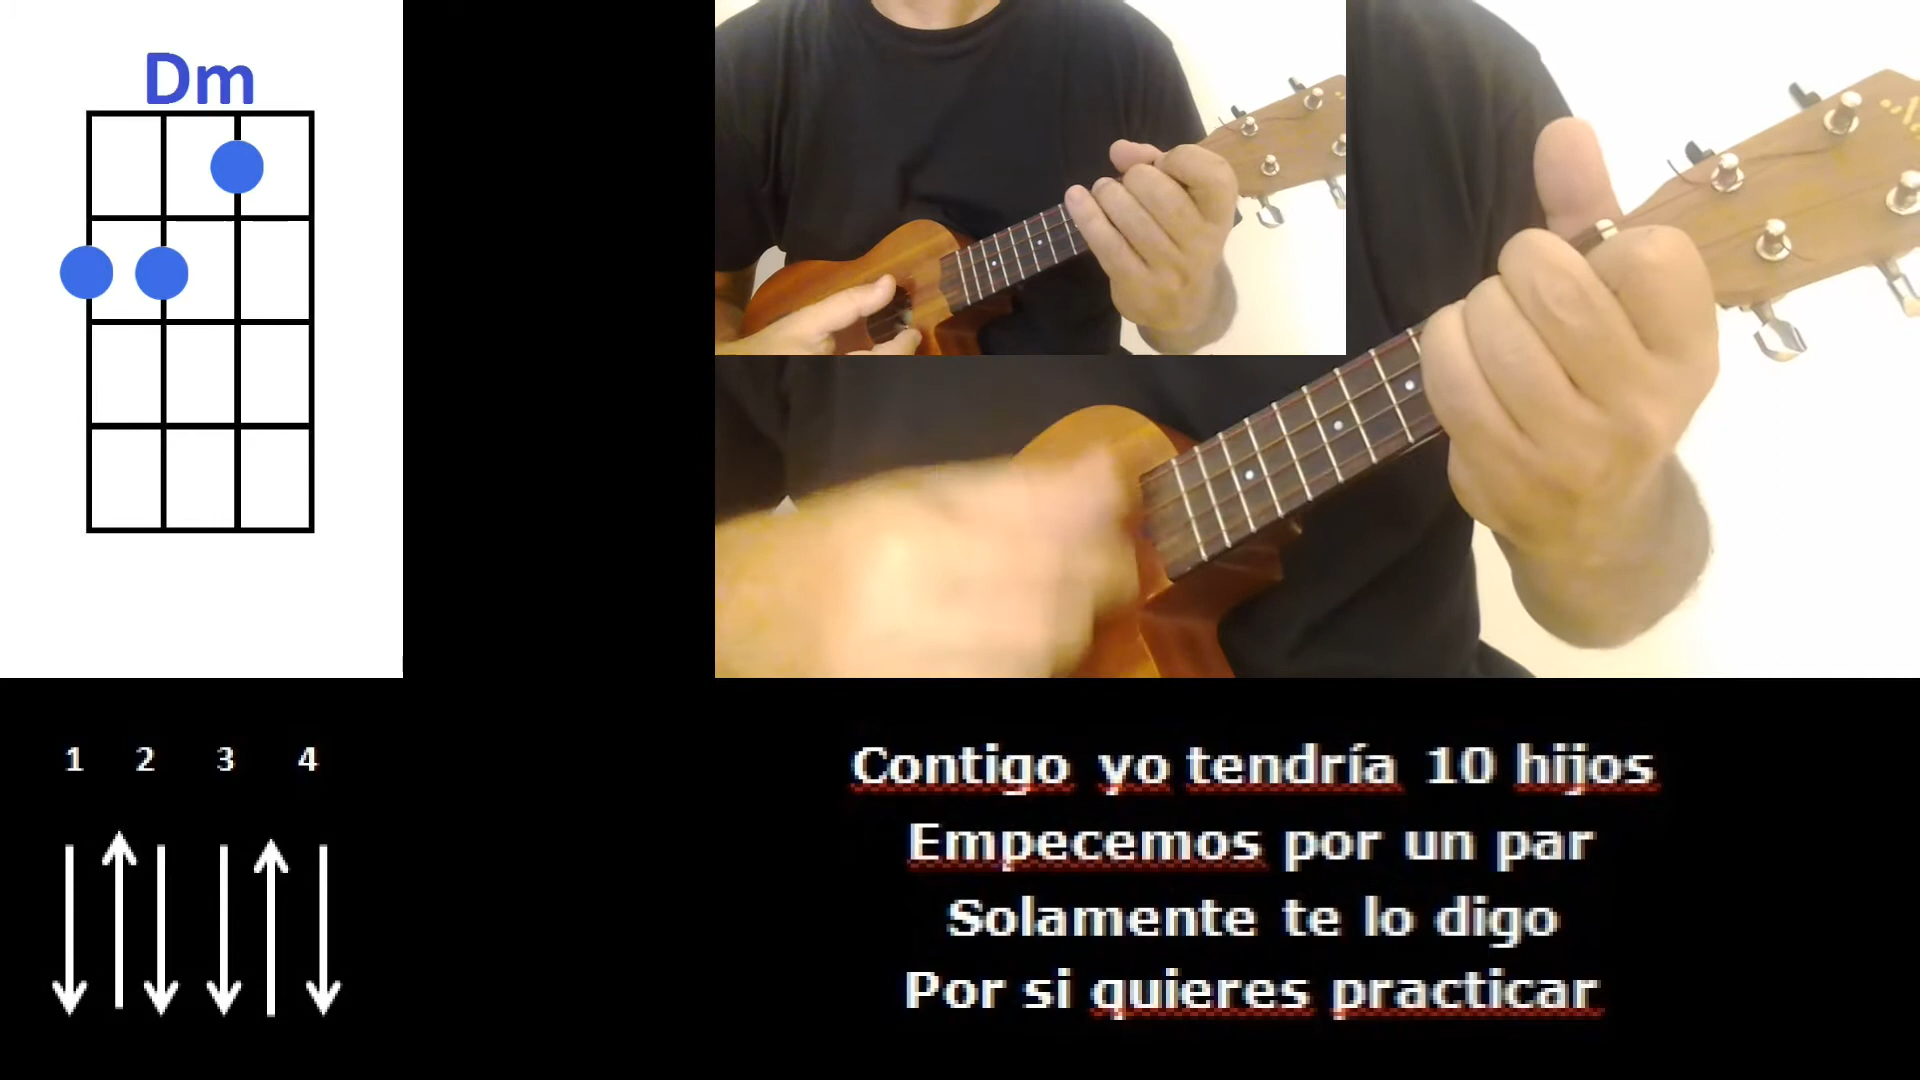 Dm
1 2 3 4
Contigo yo tendría 10 hijos
Empecemos por un par
Solamente te lo digo
Por si quieres practicar